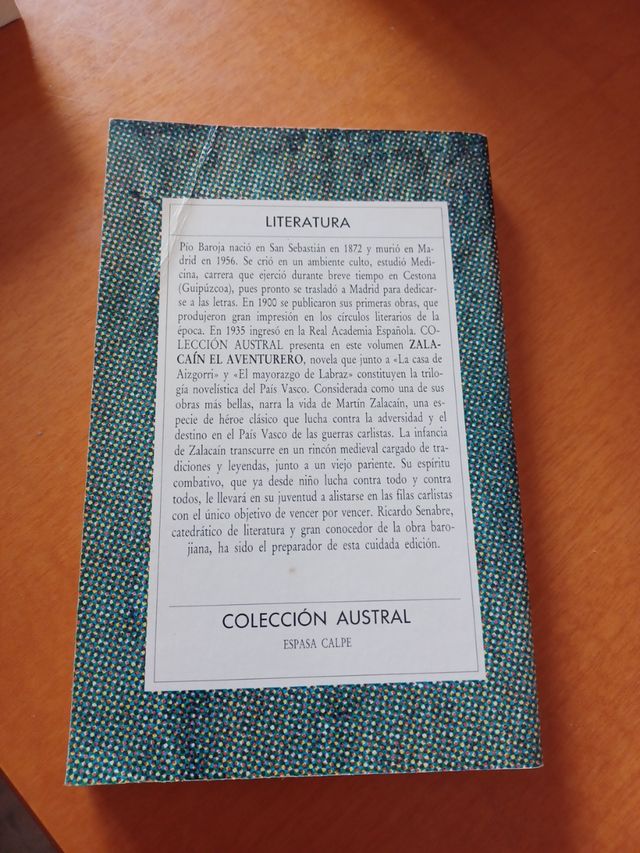 LITERATURA
Pío Baroja nació en San Sebastián en 1872 y murió en Ma-
drid en 1956. Se crió en un ambiente culto, estudió Medi-
cina, carrera que ejerció durante breve tiempo en Cestona
(Guipúzcoa), pues pronto se trasladó a Madrid para dedicar-
se a las letras. En 1900 se publicaron sus primeras obras, que
produjeron gran impresión en los círculos literarios de la
época. En 1935 ingresó en la Real Academia Española. CO-
LECCIÓN AUSTRAL presenta en este volumen ZALA-
CAÍN EL AVENTURERO, novela que junto a «La casa de
Aizgorri» y «El mayorazgo de Labraz» constituyen la trilo-
gía novelística del País Vasco. Considerada como una de sus
obras más bellas, narra la vida de Martín Zalacaín, una es-
pecie de héroe clásico que lucha contra la adversidad y el
destino en el País Vasco de las guerras carlistas. La infancia
de Zalacaín transcurre en un rincón medieval cargado de tra-
diciones y leyendas, junto a un viejo pariente. Su espíritu
combativo, que ya desde niño lucha contra todo y contra
todos, le llevará en su juventud a alistarse en las filas carlistas
con el único objetivo de vencer por vencer. Ricardo Senabre,
catedrático de literatura y gran conocedor de la obra baro-
jiana, ha sido el preparador de esta cuidada edición.
COLECCIÓN AUSTRAL
ESPASA CALPE